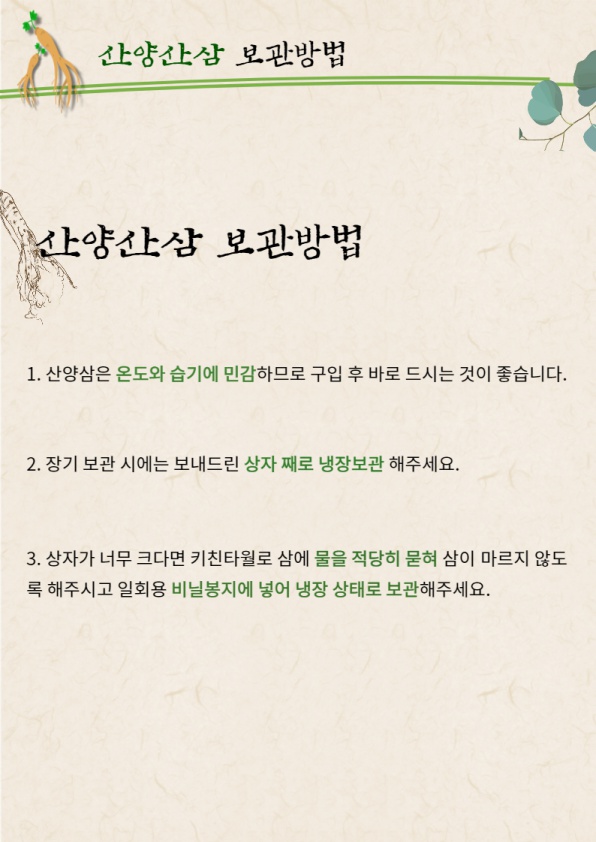 산양산삼 보관방법
산양산삼 보관방법
1. 산양삼은 온도와 습기에 민감하므로 구입 후 바로 드시는 것이 좋습니다.
2. 장기 보관 시에는 보내드린 상자 째로 냉장보관 해주세요.
3. 상자가 너무 크다면 키친타월로 삼에 물을 적당히 묻혀 삼이 마르지 않도
록 해주시고 일회용 비닐봉지에 넣어 냉장 상태로 보관해주세요.